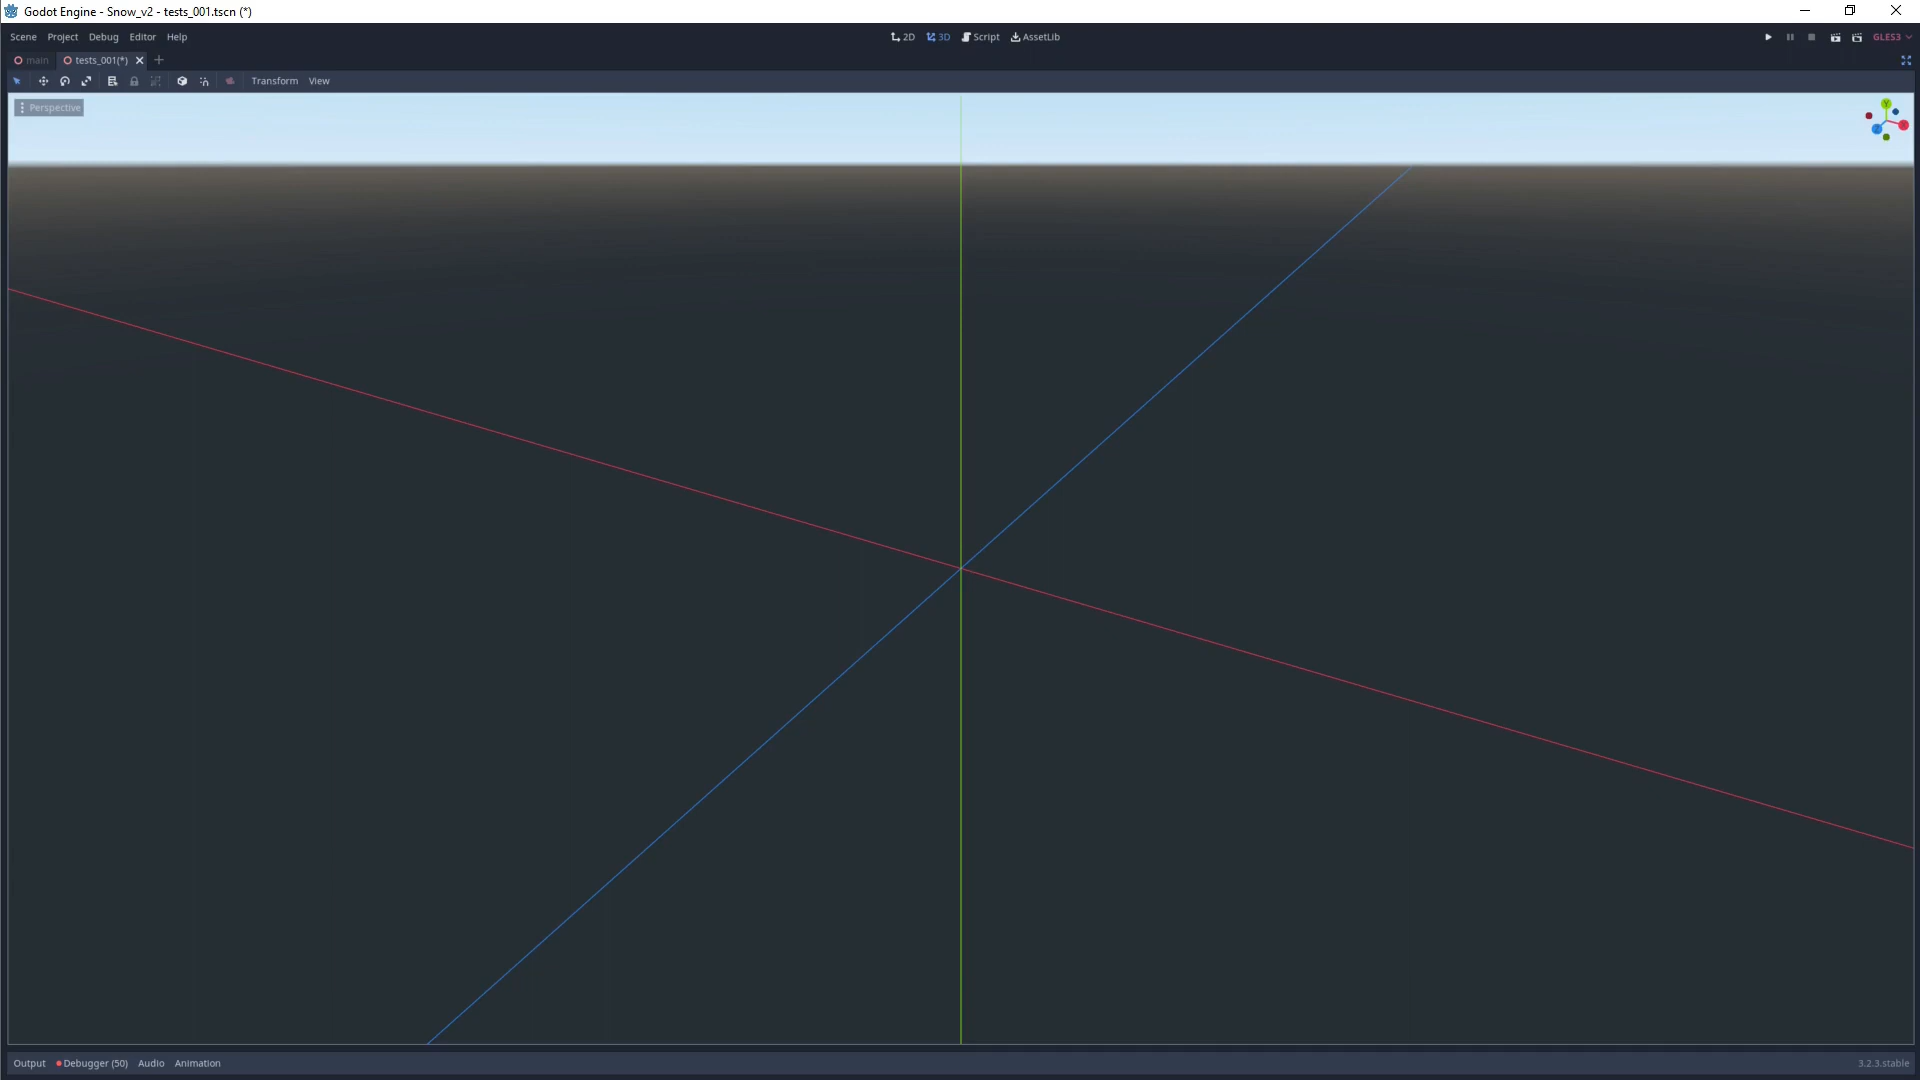 Godot Engine - Snow_v2 - tests_001.tscn (*)
Scene Project Debug Editor Help 2D 3D Script AssetLib GLES3
main tests_001(*)
Transform View
Perspective
Y
X
Z
Output Debugger (50) Audio Animation 3.2.3.stable